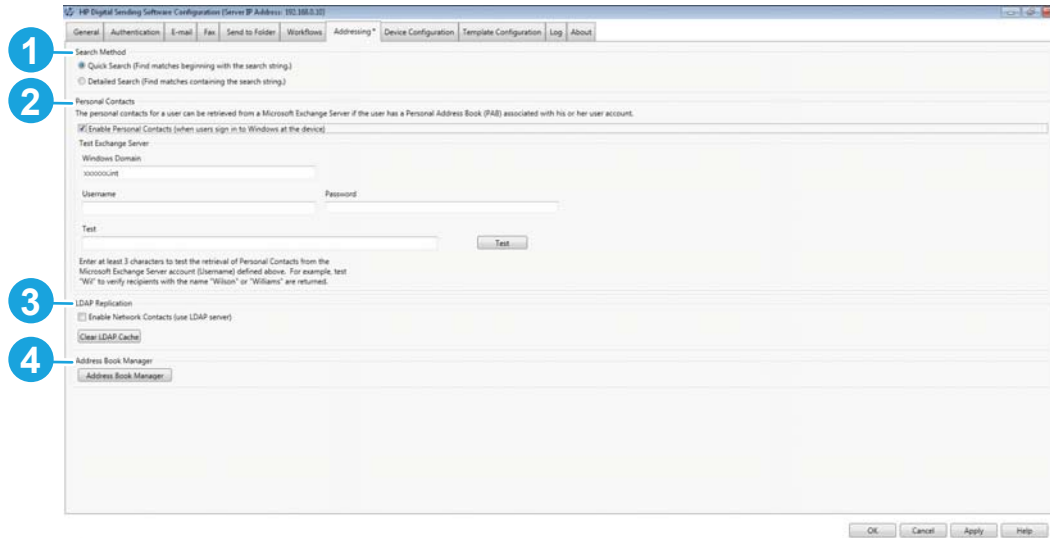 HP Digital Sending Software Configuration (Server IP Address: 192.168.0.10)
General Authentication E-mail Fax Send to Folder Workflows Addressing * Device Configuration Template Configuration Log About
1
Search Method
Quick Search (Find matches beginning with the search string.)
Detailed Search (Find matches containing the search string.)
2
Personal Contacts
The personal contacts for a user can be retrieved from a Microsoft Exchange Server if the user has a Personal Address Book (PAB) associated with his or her user account.
Enable Personal Contacts (when users sign in to Windows at the device)
Test Exchange Server
Windows Domain
xxxxxx.int
Username Password
Test
Test
Enter at least 3 characters to test the retrieval of Personal Contacts from the
Microsoft Exchange Server account (Username) defined above. For example, test
"Wil" to verify recipients with the name "Wilson" or "Williams" are returned.
3
LDAP Replication
Enable Network Contacts (use LDAP server)
Clear LDAP Cache
4
Address Book Manager
Address Book Manager
OK Cancel Apply Help